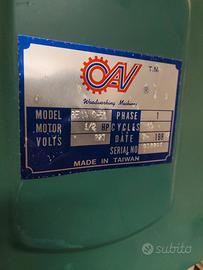 OAV
T.M.
Woodworking Machines
MODEL
PHASE 1
MOTOR 1/2 HP CYCLES
VOLTS DATE 198
SERIAL NO
MADE IN TAIWAN
subito